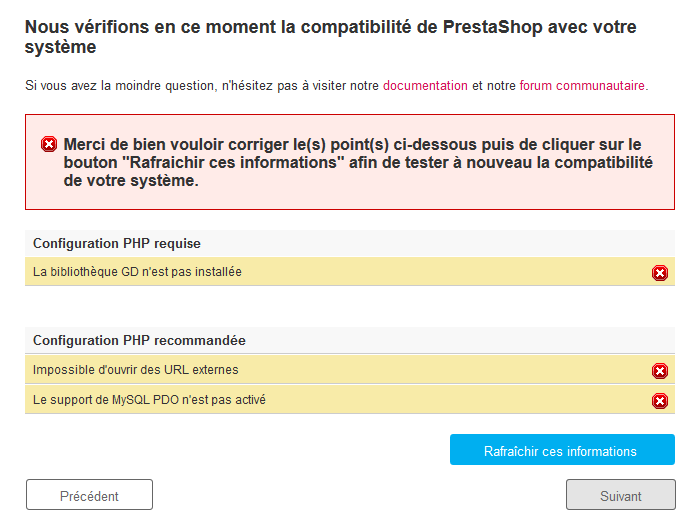 Nous vérifions en ce moment la compatibilité de PrestaShop avec votre
système
Si vous avez la moindre question, n'hésitez pas à visiter notre documentation et notre forum communautaire.
Merci de bien vouloir corriger le(s) point(s) ci-dessous puis de cliquer sur le
bouton "Rafraichir ces informations" afin de tester à nouveau la compatibilité
de votre système.
Configuration PHP requise
La bibliothèque GD n'est pas installée
Configuration PHP recommandée
Impossible d'ouvrir des URL externes
Le support de MySQL PDO n'est pas activé
Rafraîchir ces informations
Précédent
Suivant